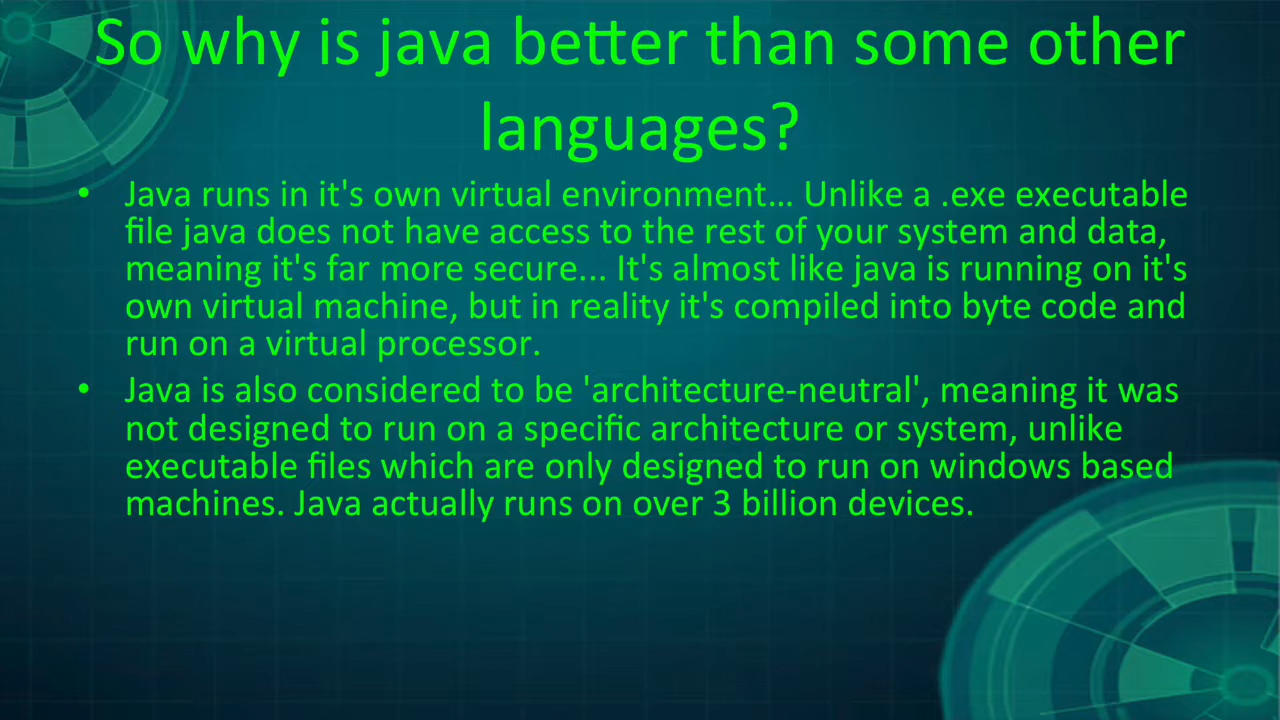 So why is java better than some other
languages?
• Java runs in it's own virtual environment... Unlike a .exe executable
file java does not have access to the rest of your system and data,
meaning it's far more secure... It's almost like java is running on it's
own virtual machine, but in reality it's compiled into byte code and
run on a virtual processor.
• Java is also considered to be 'architecture-neutral', meaning it was
not designed to run on a specific architecture or system, unlike
executable files which are only designed to run on windows based
machines. Java actually runs on over 3 billion devices.